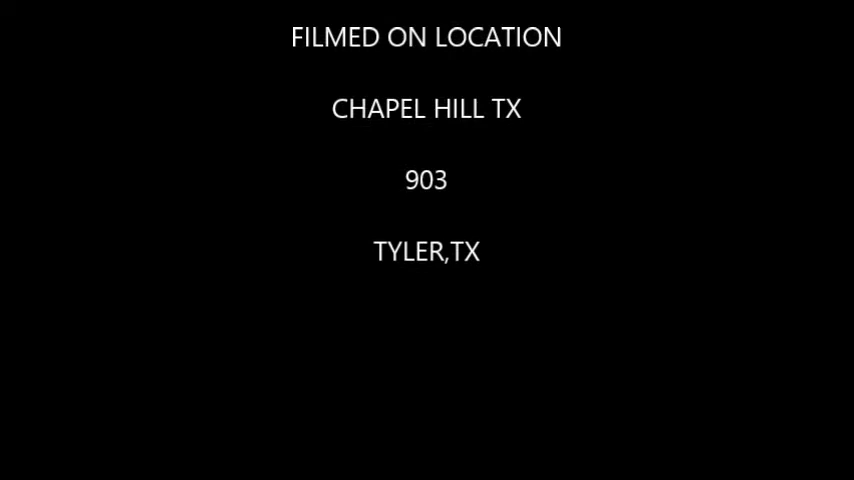 FILMED ON LOCATION
CHAPEL HILL TX
903
TYLER,TX